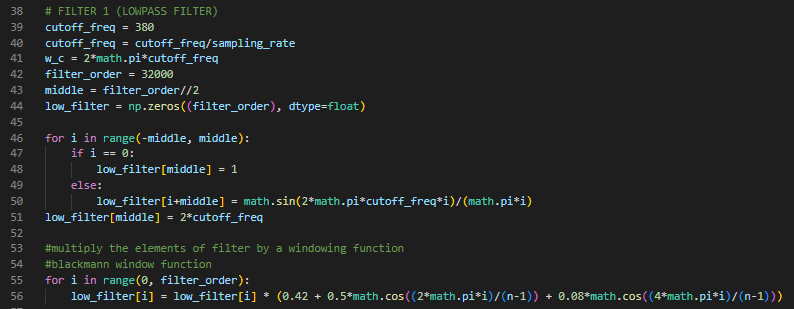 38 # FILTER 1 (LOWPASS FILTER)
39 cutoff_freq = 380
40 cutoff_freq = cutoff_freq/sampling_rate
41 w_c = 2*math.pi*cutoff_freq
42 filter_order = 32000
43 middle = filter_order//2
44 low_filter = np.zeros((filter_order), dtype=float)
45
46 for i in range(-middle, middle):
47     if i == 0:
48         low_filter[middle] = 1
49     else:
50         low_filter[i+middle] = math.sin(2*math.pi*cutoff_freq*i)/(math.pi*i)
51 low_filter[middle] = 2*cutoff_freq
52
53 #multiply the elements of filter by a windowing function
54 #blackmann window function
55 for i in range(0, filter_order):
56     low_filter[i] = low_filter[i] * (0.42 + 0.5*math.cos((2*math.pi*i)/(n-1)) + 0.08*math.cos((4*math.pi*i)/(n-1)))